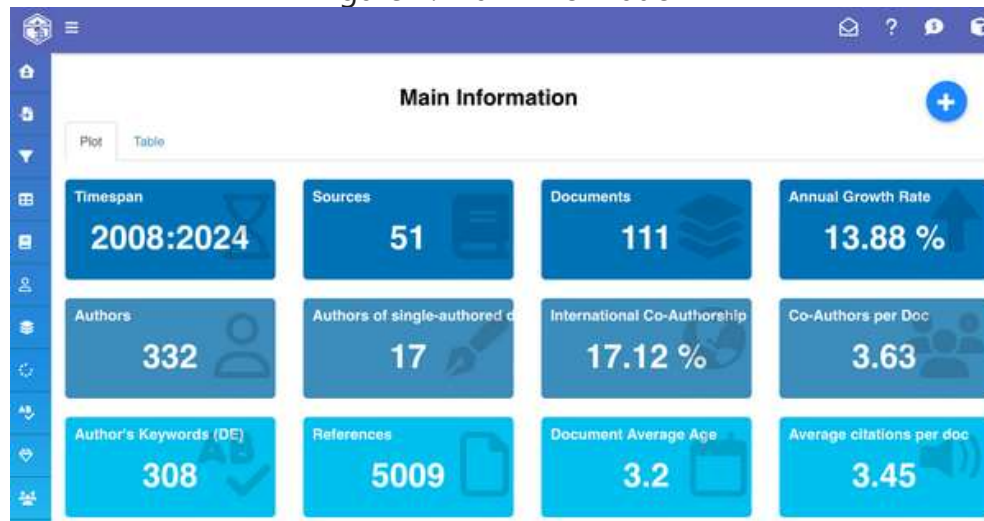 Main Information
Plot Table
Timespan
2008:2024
Sources
51
Documents
111
Annual Growth Rate
13.88 %
Authors
332
Authors of single-authored d
17
International Co-Authorship
17.12 %
Co-Authors per Doc
3.63
Author's Keywords (DE)
308
References
5009
Document Average Age
3.2
Average citations per doc
3.45